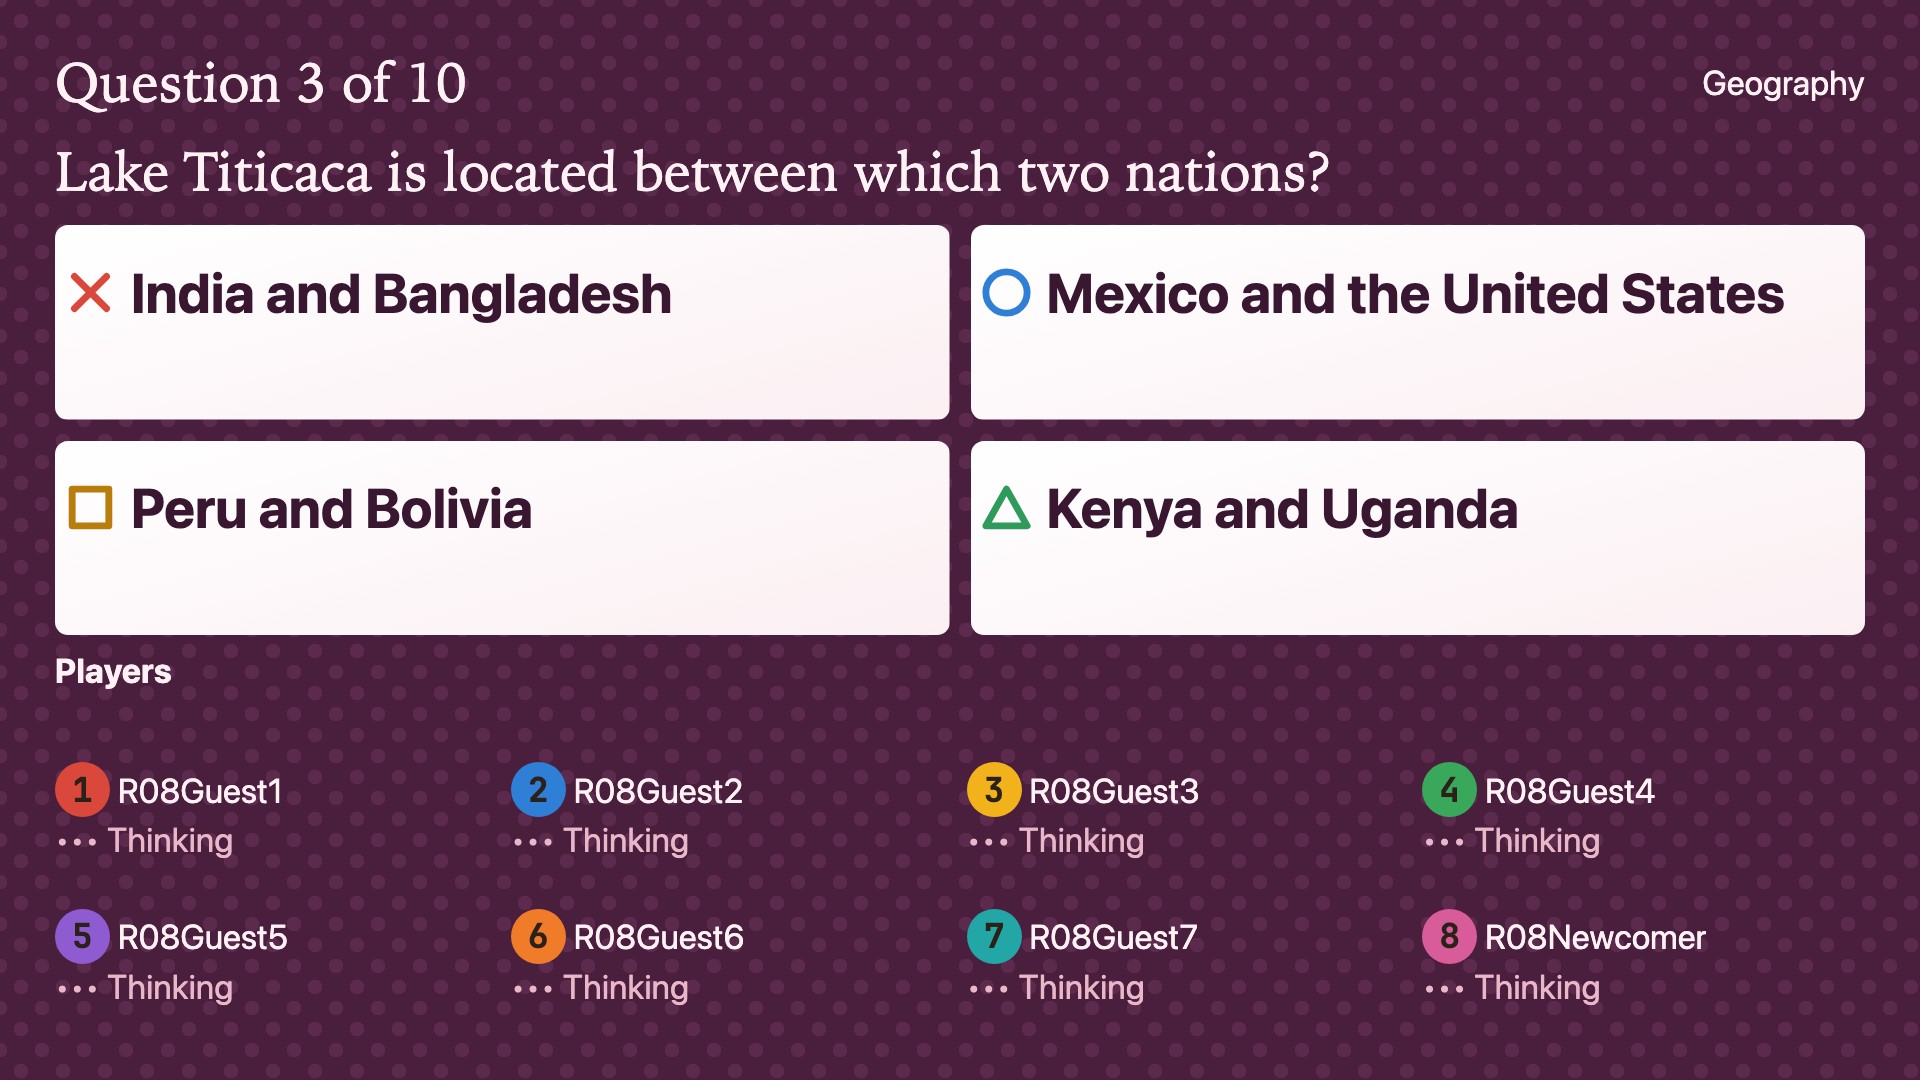 Question 3 of 10
Geography
Lake Titicaca is located between which two nations?
India and Bangladesh
Mexico and the United States
Peru and Bolivia
Kenya and Uganda
Players
1 R08Guest1
... Thinking
2 R08Guest2
... Thinking
3 R08Guest3
... Thinking
4 R08Guest4
... Thinking
5 R08Guest5
... Thinking
6 R08Guest6
... Thinking
7 R08Guest7
... Thinking
8 R08Newcomer
... Thinking